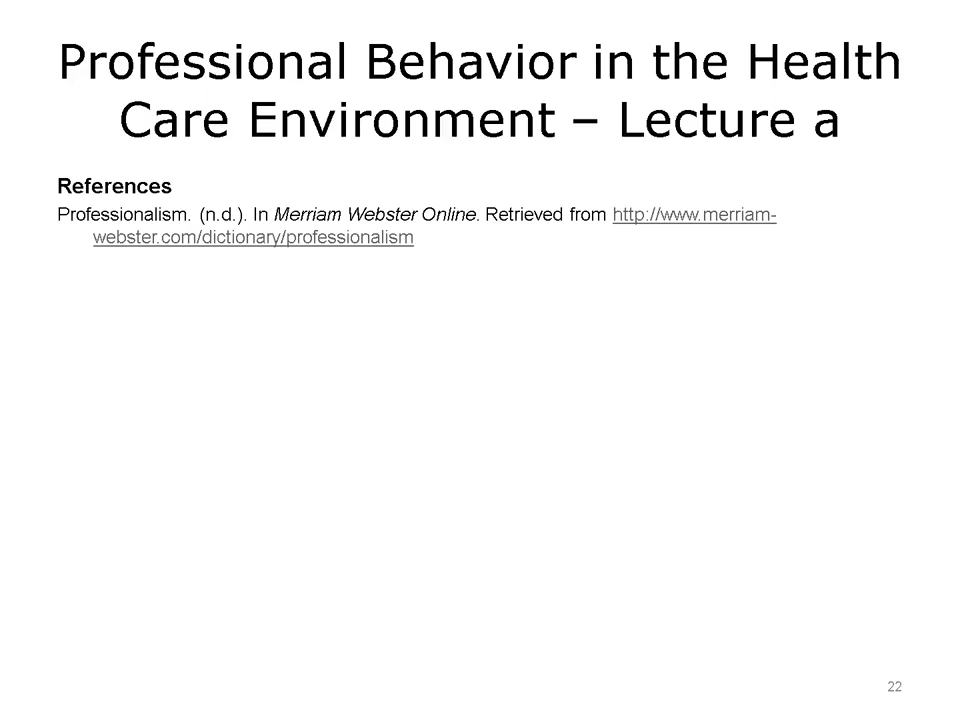 Professional Behavior in the Health
Care Environment – Lecture a
References
Professionalism. (n.d.). In Merriam Webster Online. Retrieved from http://www.merriam-
webster.com/dictionary/professionalism
22